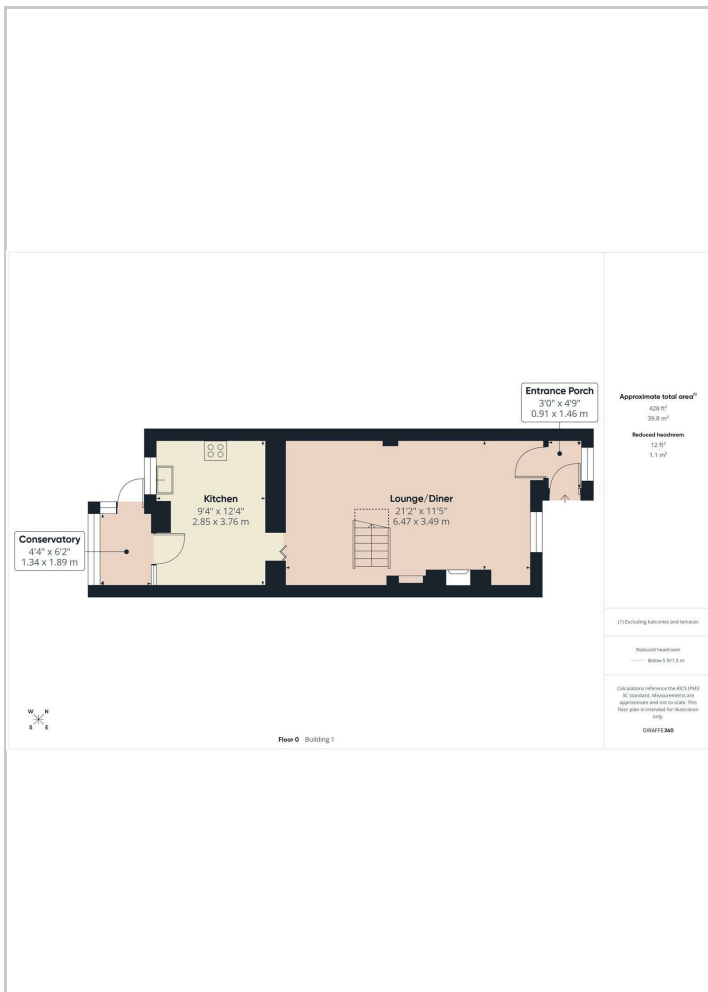 Entrance Porch
3'0" x 4'9"
0.91 x 1.46 m
Kitchen
9'4" x 12'4"
2.85 x 3.76 m
Lounge/Diner
21'2" x 11'5"
6.47 x 3.49 m
Conservatory
4'4" x 6'2"
1.34 x 1.89 m
W N
S E
Floor 0 Building 1
Approximate total area(1)
428 ft²
39.8 m²
Reduced headroom
12 ft²
1.1 m²
(1) Excluding balconies and terraces
Reduced headroom
Below 5 ft/1.5 m
Calculations reference the RICS IPMS
3C standard. Measurements are
approximate and not to scale. This
floor plan is intended for illustration
only.
GIRAFFE360